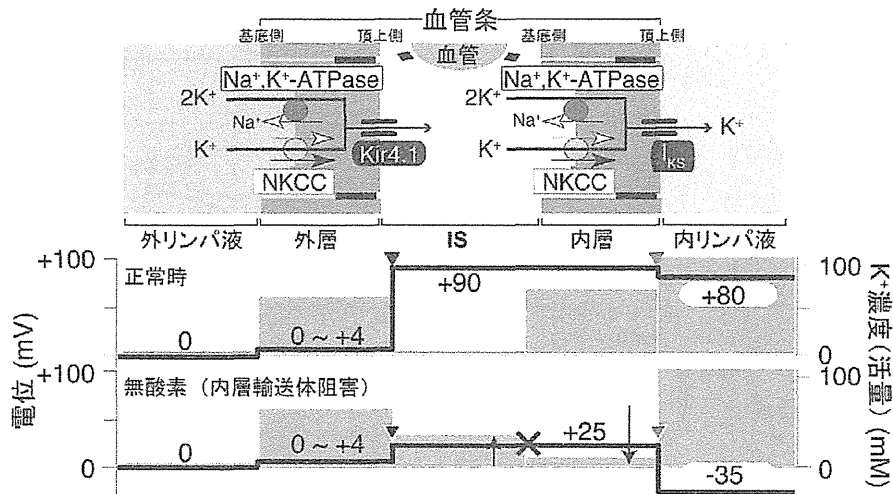 血管条
基底側 頂上側 血管 基底側 頂上側
Na⁺,K⁺-ATPase Na⁺,K⁺-ATPase
2K⁺ 2K⁺
Na⁺ Na⁺
K⁺ K⁺ K⁺
Kir4.1 I_KS
NKCC NKCC
外リンパ液 外層 IS 内層 内リンパ液
電位 (mV)
+100 正常時 100
0 0 ~ +4 +90 +80 0
+100 無酸素（内層輸送体阻害） 100
0 0 0 ~ +4 +25 -35 0
K⁺濃度(活量) (mM)